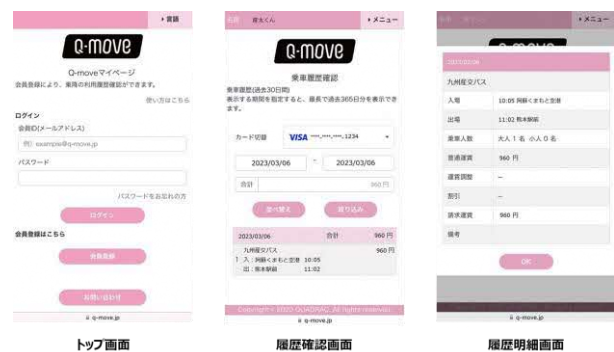 言語
Q-move
Q-moveマイページ
会員登録により、乗降の利用履歴確認ができます。
使い方はこちら
ログイン
会員ID(メールアドレス)
例) example@q-move.jp
パスワード
パスワードをお忘れの方
ログイン
会員登録はこちら
会員登録
お問い合わせ
q-move.jp
トップ画面
メニュー
Q-move
乗車履歴確認
乗車履歴(過去30日間)
表示する期間を指定すると、最長で過去365日分を表示できます。
カード切替 VISA ****-****-****-1234
2023/03/06 ~ 2023/03/06
合計 960 円
並べ替え 絞り込み
2023/03/06 合計 960 円
九州産交バス 960 円
1 入:阿蘇くまもと空港 10:05
出:熊本駅前 11:02
Copyright © 2022 QUADRAC, All rights reserved.
q-move.jp
履歴確認画面
メニュー
2023/03/06
九州産交バス
入場 10:05 阿蘇くまもと空港
出場 11:02 熊本駅前
乗車人数 大人 1 名 小人 0 名
普通運賃 960 円
運賃調整 --
割引 --
請求運賃 960 円
備考
OK
q-move.jp
履歴明細画面